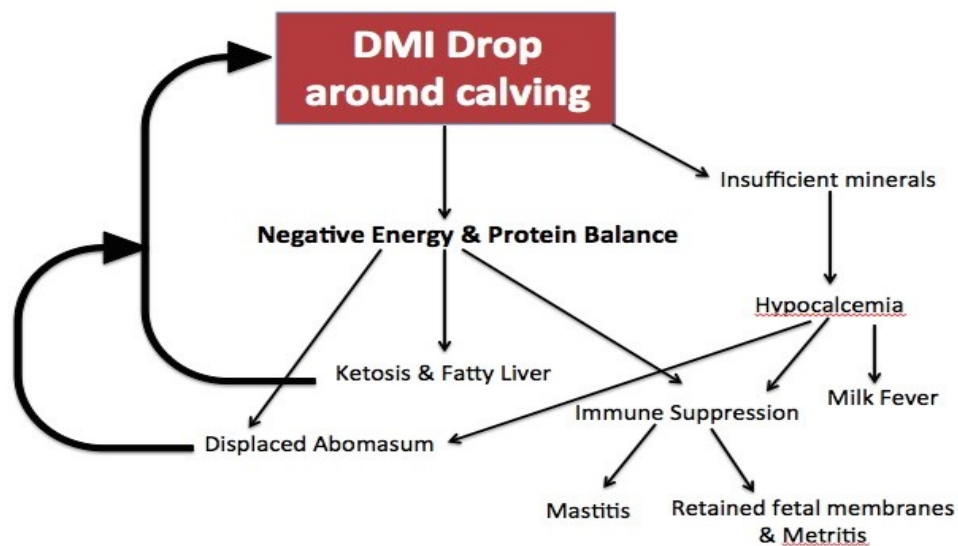 DMI Drop
around calving
Insufficient minerals
Negative Energy & Protein Balance
Hypocalcemia
Ketosis & Fatty Liver
Milk Fever
Immune Suppression
Displaced Abomasum
Mastitis
Retained fetal membranes
& Metritis